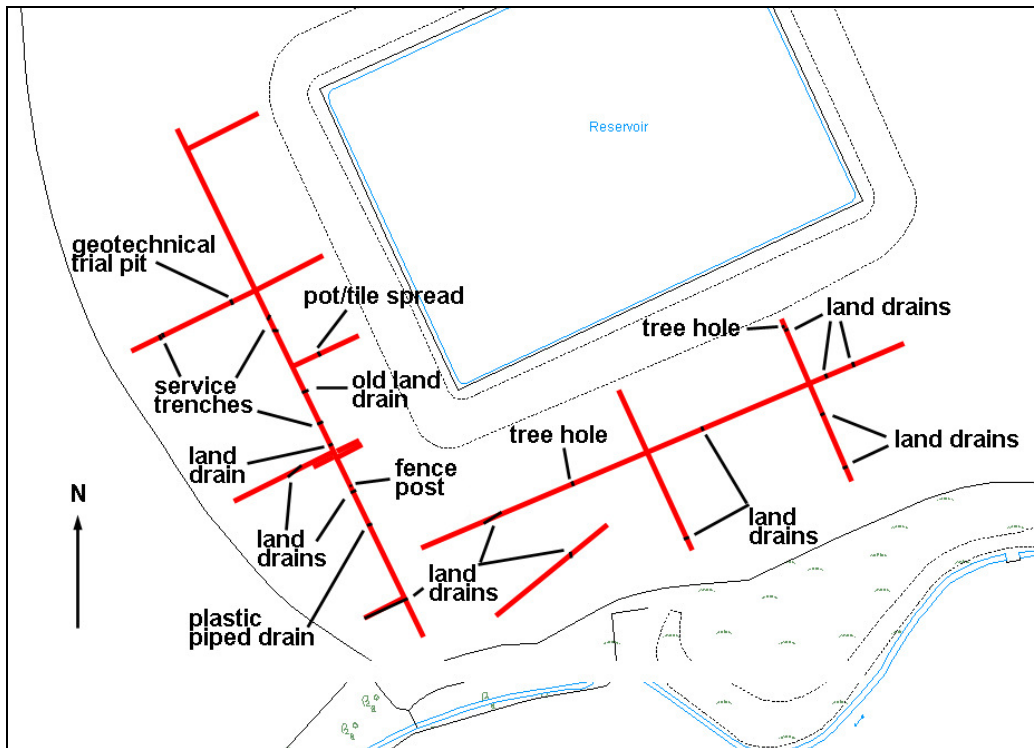 Reservoir
geotechnical
trial pit
pot/tile spread
land drains
tree hole
service
trenches
old land
drain
tree hole
land drains
land
drain
fence
post
N
land
drains
land
drains
land
drains
plastic
piped drain